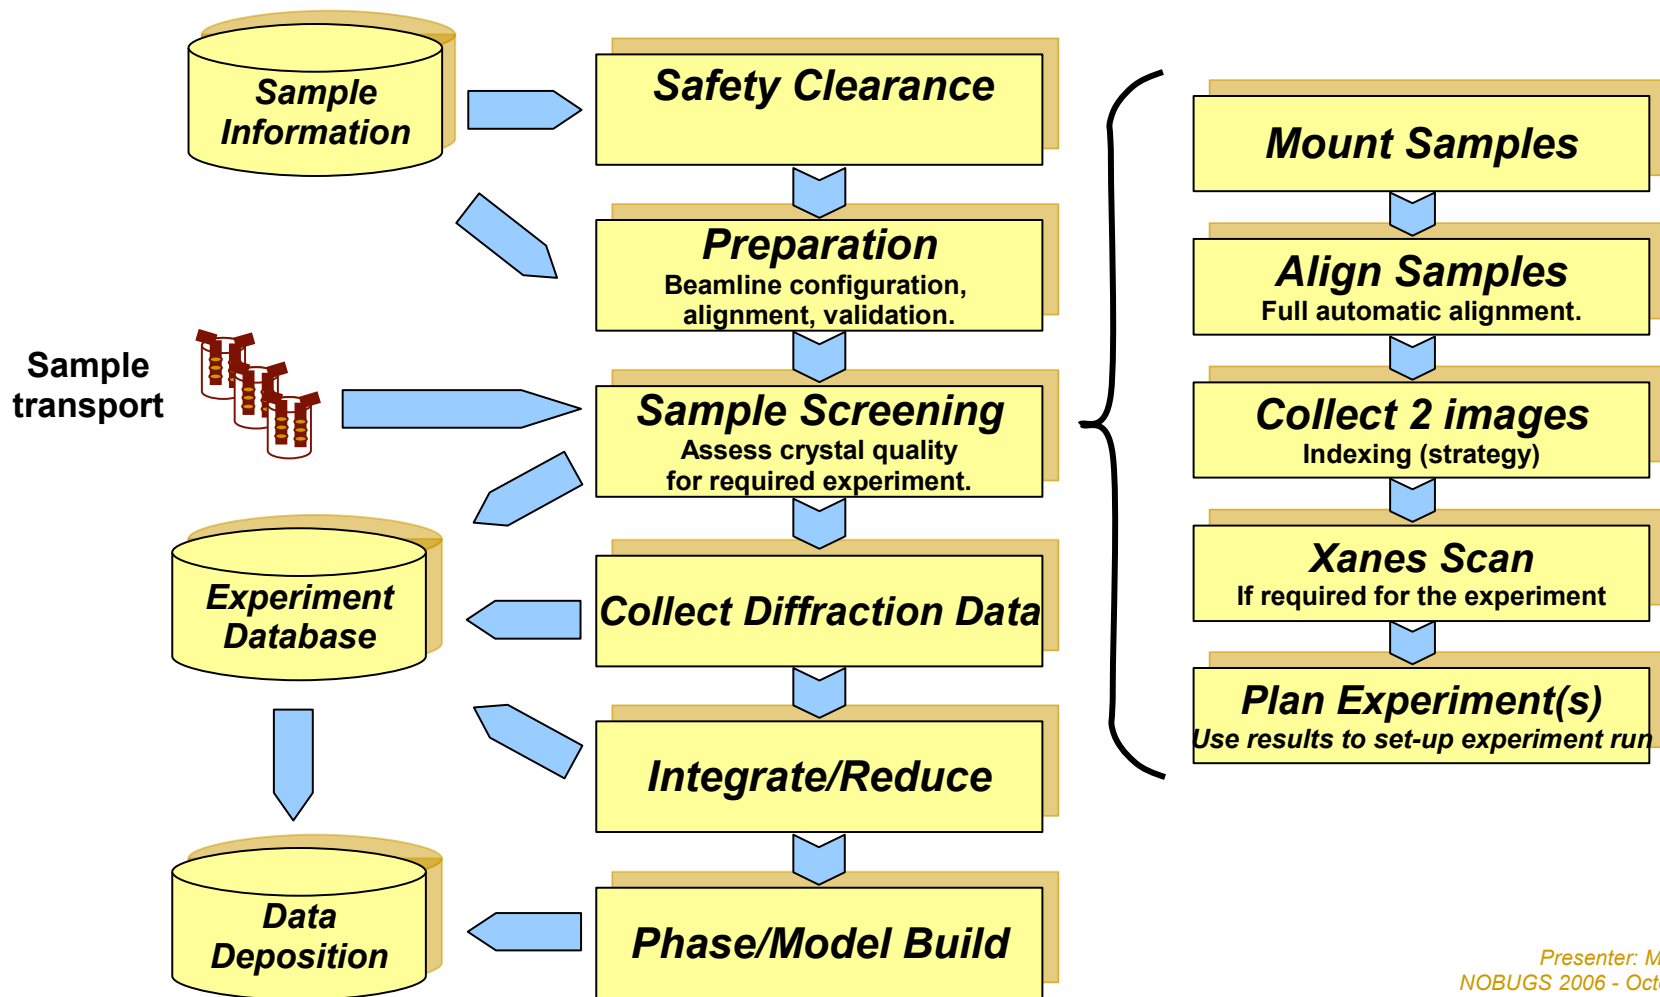 Sample
Information
Safety Clearance
Preparation
Beamline configuration,
alignment, validation.
Sample
transport
Sample Screening
Assess crystal quality
for required experiment.
Experiment
Database
Collect Diffraction Data
Integrate/Reduce
Data
Deposition
Phase/Model Build
Mount Samples
Align Samples
Full automatic alignment.
Collect 2 images
Indexing (strategy)
Xanes Scan
If required for the experiment
Plan Experiment(s)
Use results to set-up experiment run
Presenter: M
NOBUGS 2006 - Octo